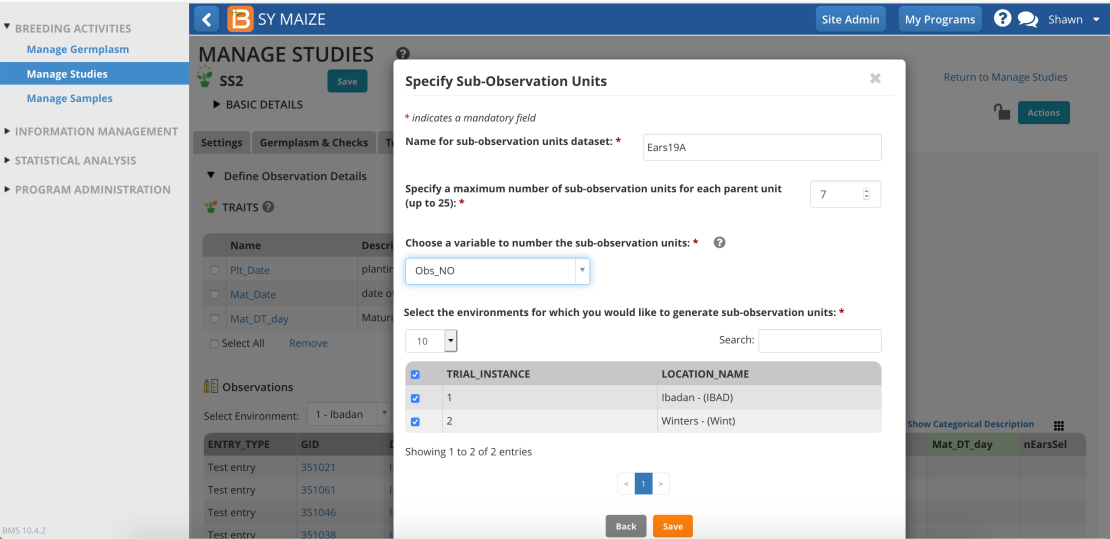 BREEDING ACTIVITIES
Manage Germplasm
Manage Studies
Manage Samples
INFORMATION MANAGEMENT
STATISTICAL ANALYSIS
PROGRAM ADMINISTRATION
BMS 10.4.2
B SY MAIZE
Site Admin
My Programs
?
Shawn
MANAGE STUDIES ?
SS2
Save
Return to Manage Studies
BASIC DETAILS
Actions
Settings
Germplasm & Checks
Define Observation Details
TRAITS ?
Name
Descri
Plt_Date
plantin
Mat_Date
date o
Mat_DT_day
Maturi
Select All
Remove
Observations
Select Environment:
1 - Ibadan
Show Categorical Description
ENTRY_TYPE
GID
Mat_DT_day
nEarsSel
Test entry
351021
Test entry
351061
Test entry
351046
Test entry
351038
Specify Sub-Observation Units
* indicates a mandatory field
Name for sub-observation units dataset: *
Ears19A
Specify a maximum number of sub-observation units for each parent unit
(up to 25): *
7
Choose a variable to number the sub-observation units: * ?
Obs_NO
Select the environments for which you would like to generate sub-observation units: *
10
Search:
TRIAL_INSTANCE
LOCATION_NAME
1
Ibadan - (IBAD)
2
Winters - (Wint)
Showing 1 to 2 of 2 entries
< 1 >
Back
Save